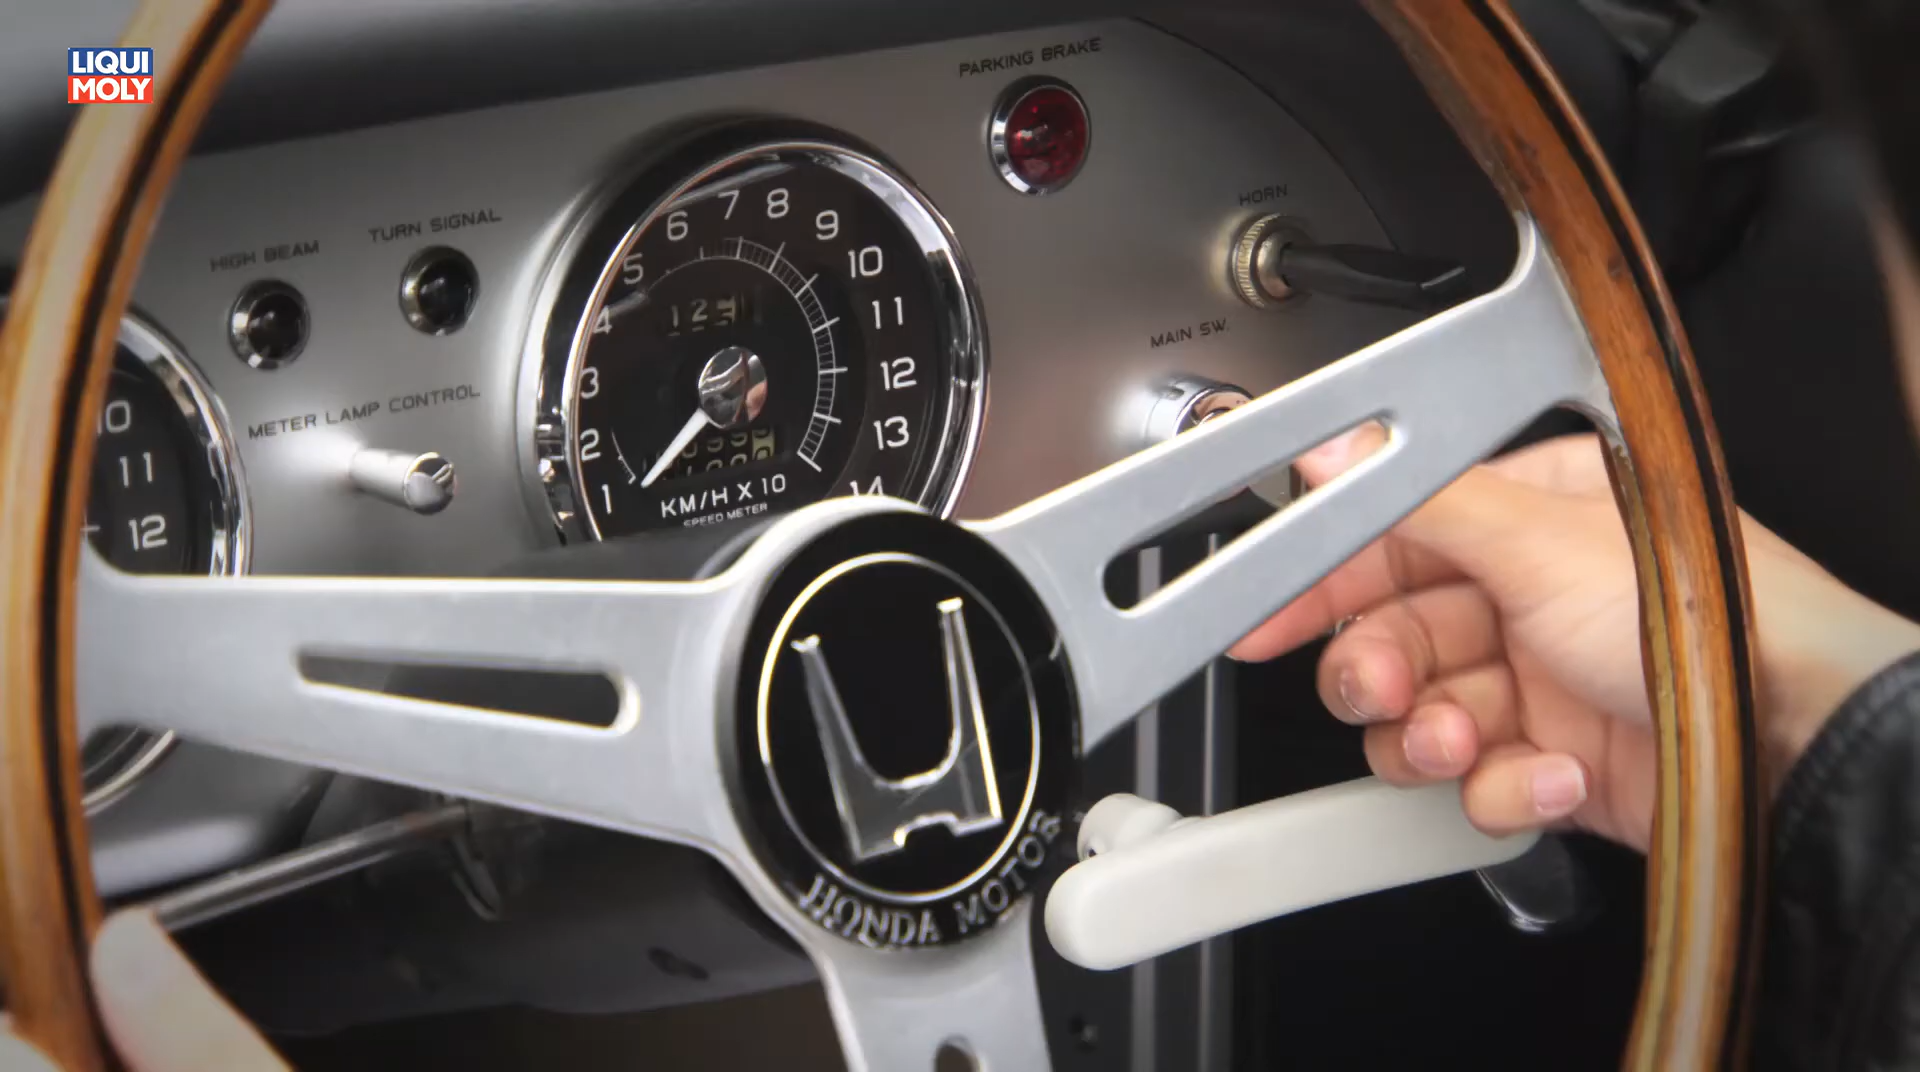 LIQUI
MOLY
PARKING BRAKE
HORN
HIGH BEAM
TURN SIGNAL
MAIN SW.
METER LAMP CONTROL
1 2 3 4 5 6 7 8 9 10 11 12 13 14
KM/H X 10
SPEED METER
10
11
12
HONDA MOTOR